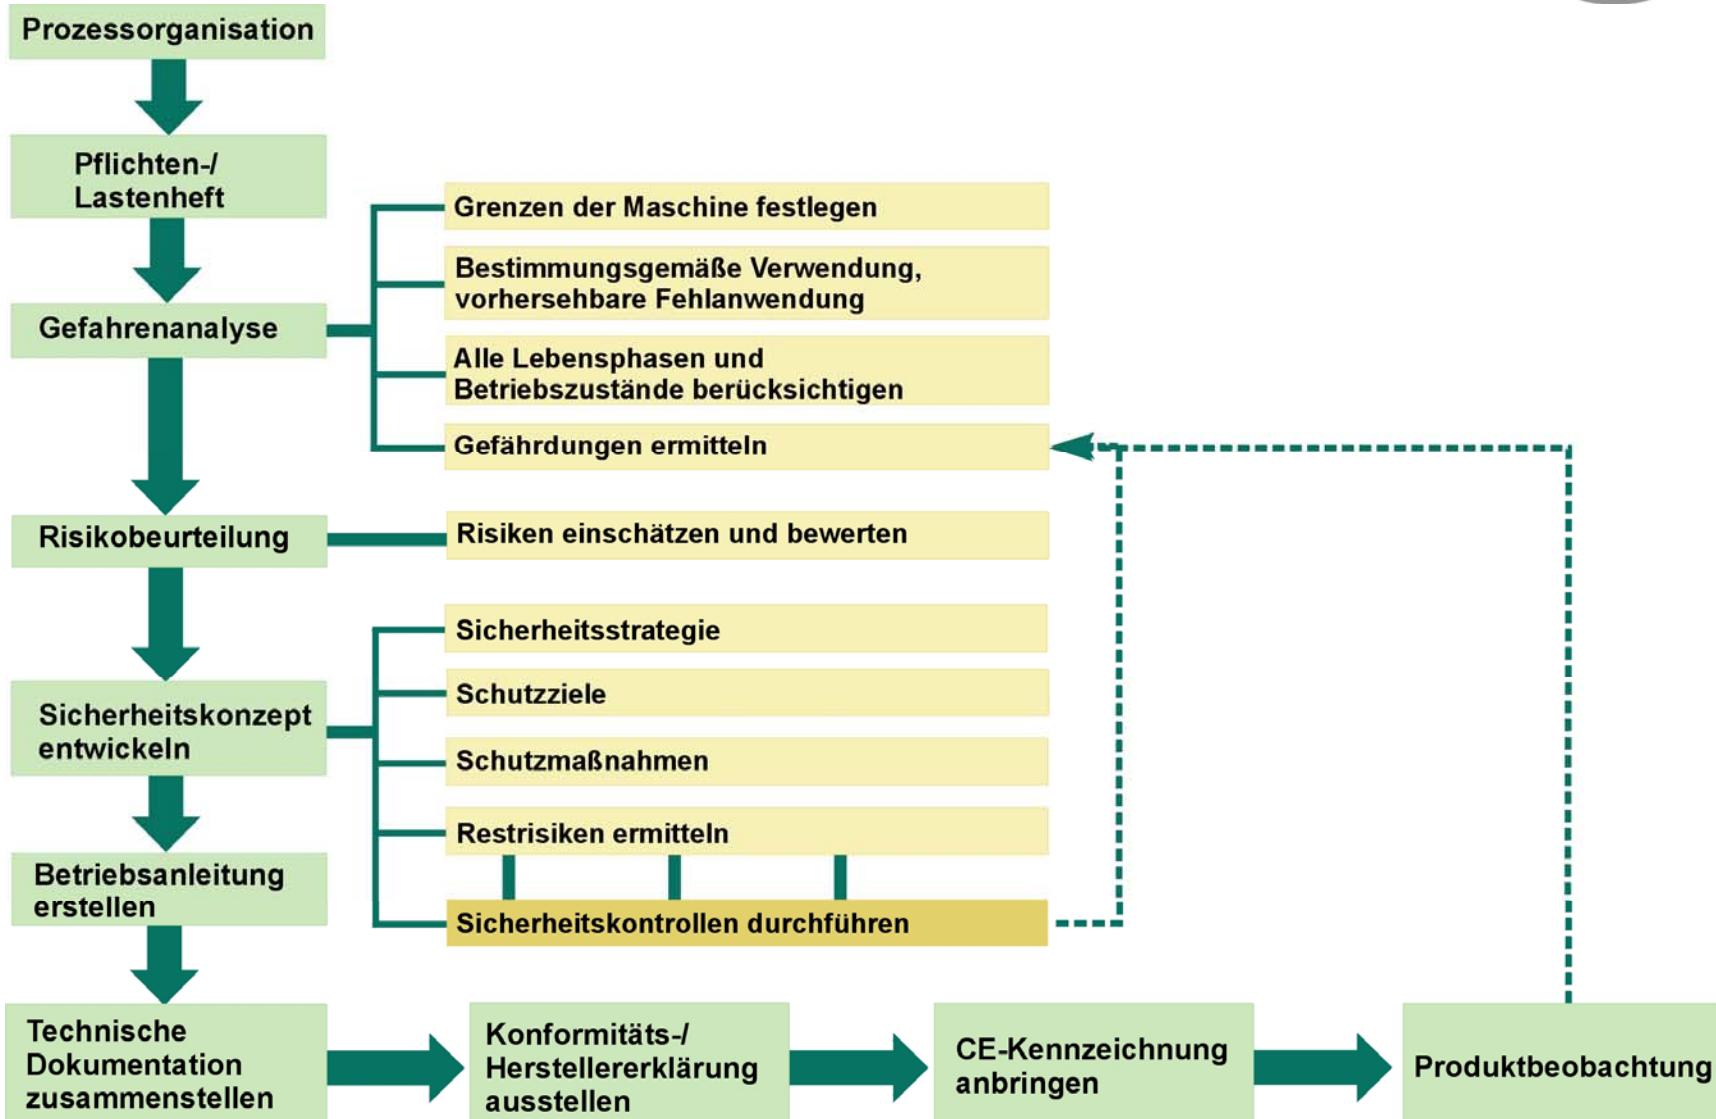 Prozessorganisation
Pflichten-/
Lastenheft
Grenzen der Maschine festlegen
Bestimmungsgemäße Verwendung,
vorhersehbare Fehlanwendung
Gefahrenanalyse
Alle Lebensphasen und
Betriebszustände berücksichtigen
Gefährdungen ermitteln
Risikobeurteilung
Risiken einschätzen und bewerten
Sicherheitsstrategie
Schutzziele
Sicherheitskonzept
entwickeln
Schutzmaßnahmen
Restrisiken ermitteln
Betriebsanleitung
erstellen
Sicherheitskontrollen durchführen
Technische
Dokumentation
zusammenstellen
Konformitäts-/
Herstellererklärung
ausstellen
CE-Kennzeichnung
anbringen
Produktbeobachtung